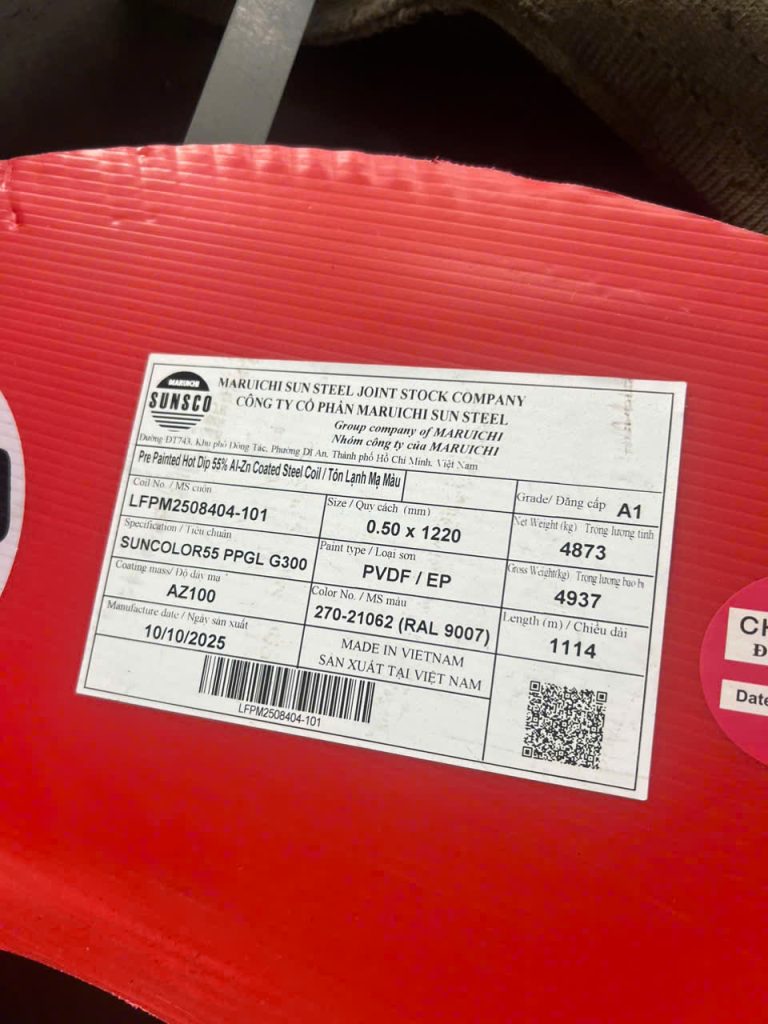 MARUICHI
SUNSCO
MARUICHI SUN STEEL JOINT STOCK COMPANY
CÔNG TY CỔ PHẦN MARUICHI SUN STEEL
Group company of MARUICHI
Nhóm công ty của MARUICHI
Đường ĐT743, Khu phố Đông Tác, Phường Dĩ An, Thành phố Hồ Chí Minh, Việt Nam
Pre Painted Hot Dip 55% Al-Zn Coated Steel Coil / Tôn Lạnh Mạ Màu
Coil No. / MS cuồn
LFPM2508404-101
Size / Quy cách (mm)
0.50 x 1220
Grade/ Đẳng cấp A1
Net Weight (kg) Trọng lượng tịnh
4873
Specification / Tiêu chuẩn
SUNCOLOR55 PPGL G300
Paint type / Loại sơn
PVDF / EP
Gross Weight(kg) Trọng lượng bao bì
4937
Coating mass/ Độ dày mạ
AZ100
Color No. / MS màu
270-21062 (RAL 9007)
Length (m) / Chiều dài
1114
Manufacture date / Ngày sản xuất
10/10/2025
MADE IN VIETNAM
SẢN XUẤT TẠI VIỆT NAM
LFPM2508404-101
CH
Đ
Date